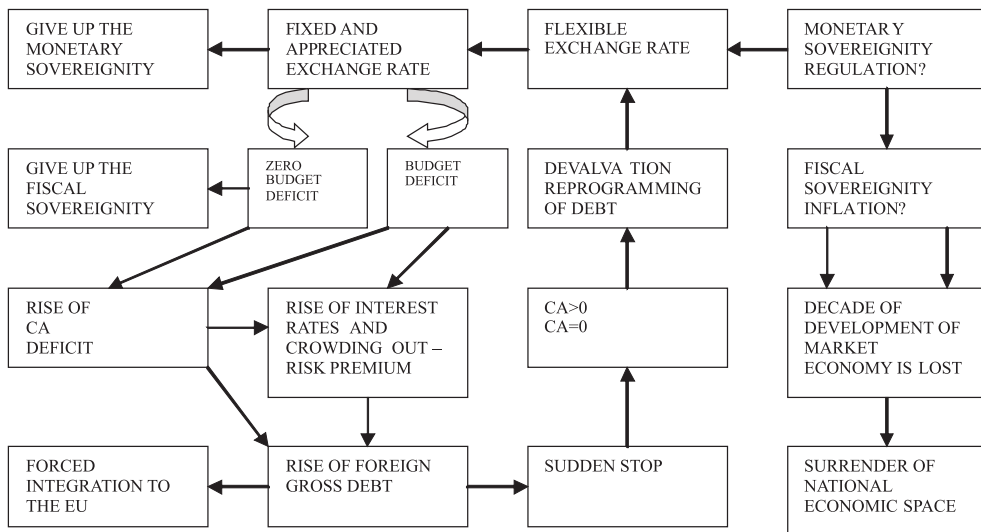 GIVE UP THE
MONETARY
SOVEREIGNITY
FIXED AND
APPRECIATED
EXCHANGE RATE
FLEXIBLE
EXCHANGE RATE
MONETARY
SOVEREIGNITY
REGULATION?
GIVE UP THE
FISCAL
SOVEREIGNITY
ZERO
BUDGET
DEFICIT
BUDGET
DEFICIT
DEVALVA TION
REPROGRAMMING
OF DEBT
FISCAL
SOVEREIGNITY
INFLATION?
RISE OF
CA
DEFICIT
RISE OF INTEREST
RATES AND
CROWDING OUT –
RISK PREMIUM
CA>0
CA=0
DECADE OF
DEVELOPMENT OF
MARKET
ECONOMY IS LOST
FORCED
INTEGRATION TO
THE EU
RISE OF FOREIGN
GROSS DEBT
SUDDEN STOP
SURRENDER OF
NATIONAL
ECONOMIC SPACE